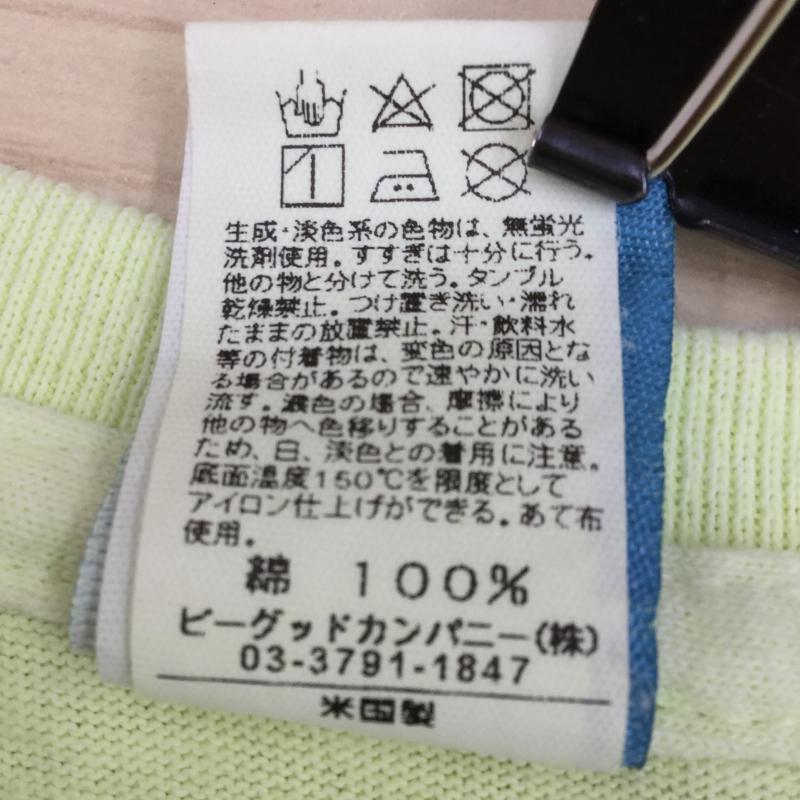 生成・淡色系の色物は、無蛍光
洗剤使用。すすぎは十分に行う。
他の物と分けて洗う。タンブル
乾燥禁止。つけ置き洗い・濡れ
たままの放置禁止。汗・飲料水
等の付着物は、変色の原因とな
る場合があるので速やかに洗い
流す。濃色の場合、摩擦により
他の物へ色移りすることがある
ため、白、淡色との着用に注意。
底面温度150℃を限度として
アイロン仕上げができる。あて布
使用。
綿 100%
ビーグッドカンパニー(株)
03-3791-1847
米国製